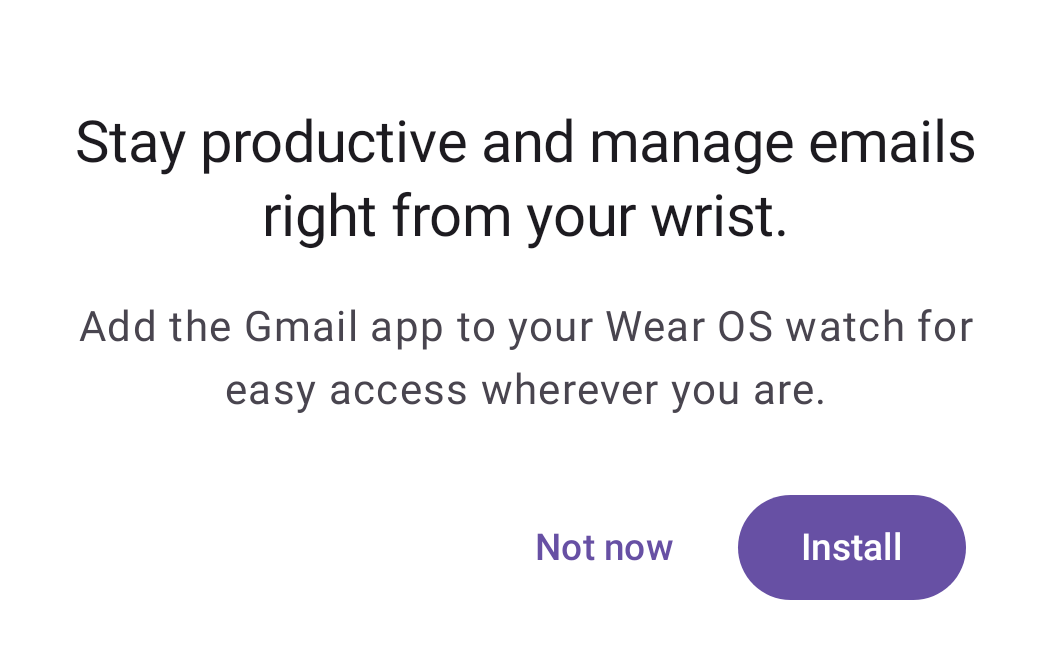 Stay productive and manage emails
right from your wrist.
Add the Gmail app to your Wear OS watch for
easy access wherever you are.
Not now
Install